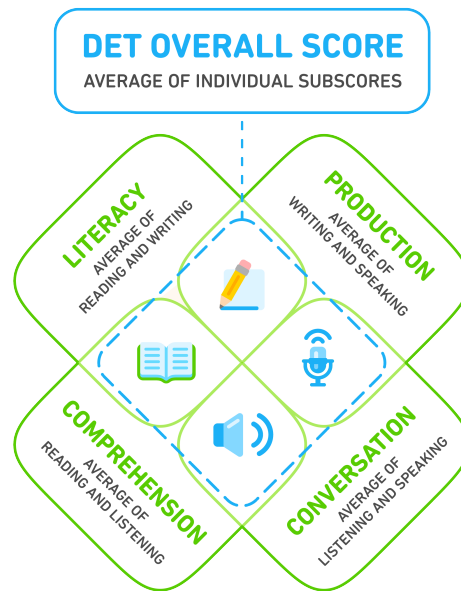 DET OVERALL SCORE
AVERAGE OF INDIVIDUAL SUBSCORES
LITERACY
AVERAGE OF
READING AND WRITING
PRODUCTION
AVERAGE OF
WRITING AND SPEAKING
COMPREHENSION
AVERAGE OF
READING AND LISTENING
CONVERSATION
AVERAGE OF
LISTENING AND SPEAKING